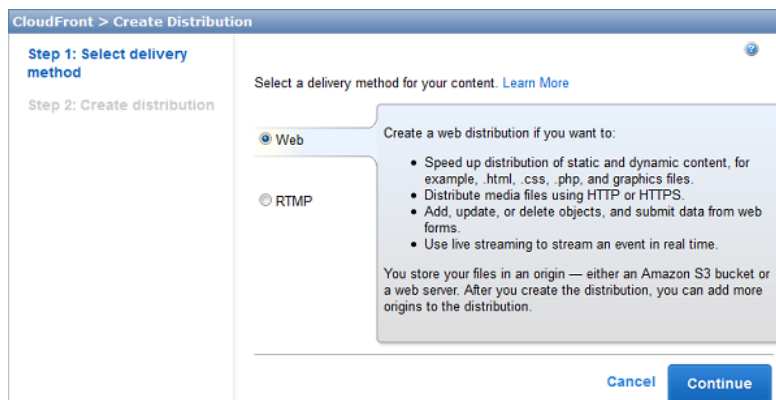 CloudFront > Create Distribution
Step 1: Select delivery
method
Step 2: Create distribution
Select a delivery method for your content. Learn More
Web
RTMP
Create a web distribution if you want to:
• Speed up distribution of static and dynamic content, for
example, .html, .css, .php, and graphics files.
• Distribute media files using HTTP or HTTPS.
• Add, update, or delete objects, and submit data from web
forms.
• Use live streaming to stream an event in real time.
You store your files in an origin — either an Amazon S3 bucket or
a web server. After you create the distribution, you can add more
origins to the distribution.
Cancel
Continue